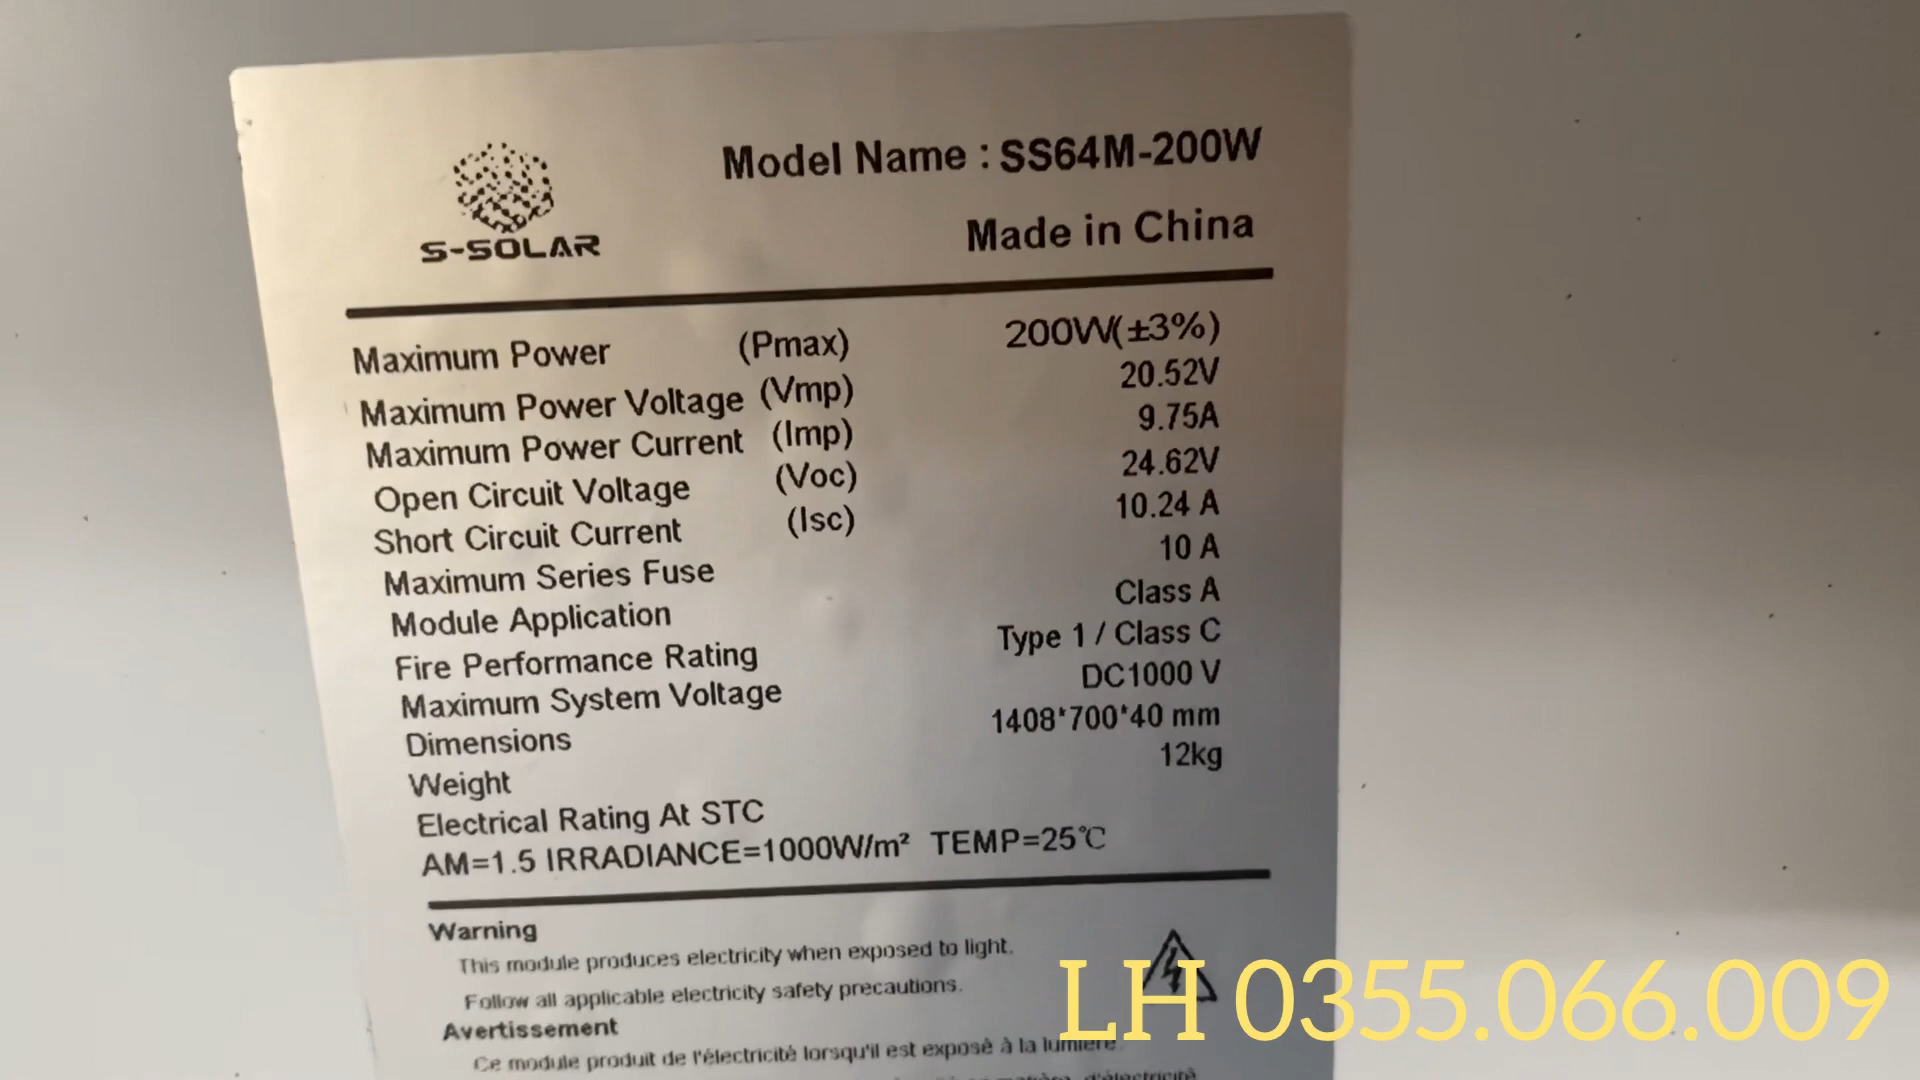 S-SOLAR
Model Name : SS64M-200W
Made in China
Maximum Power (Pmax) 200W(±3%)
Maximum Power Voltage (Vmp) 20.52V
Maximum Power Current (Imp) 9.75A
Open Circuit Voltage (Voc) 24.62V
Short Circuit Current (Isc) 10.24 A
Maximum Series Fuse 10 A
Module Application Class A
Fire Performance Rating Type 1 / Class C
Maximum System Voltage DC1000 V
Dimensions 1408*700*40 mm
Weight 12kg
Electrical Rating At STC
AM=1.5 IRRADIANCE=1000W/m² TEMP=25℃
Warning
This module produces electricity when exposed to light.
Follow all applicable electricity safety precautions.
Avertissement
Ce module produit de l'électricité lorsqu'il est exposé à la lumière.
d'électricité
LH 0355.066.009